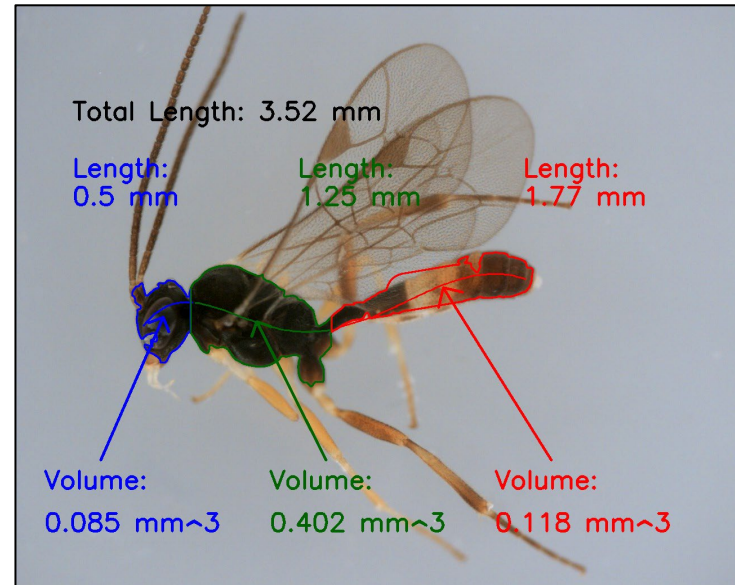 Total Length: 3.52 mm
Length: Length: Length:
0.5 mm 1.25 mm 1.77 mm
Volume: Volume: Volume:
0.085 mm^3 0.402 mm^3 0.118 mm^3